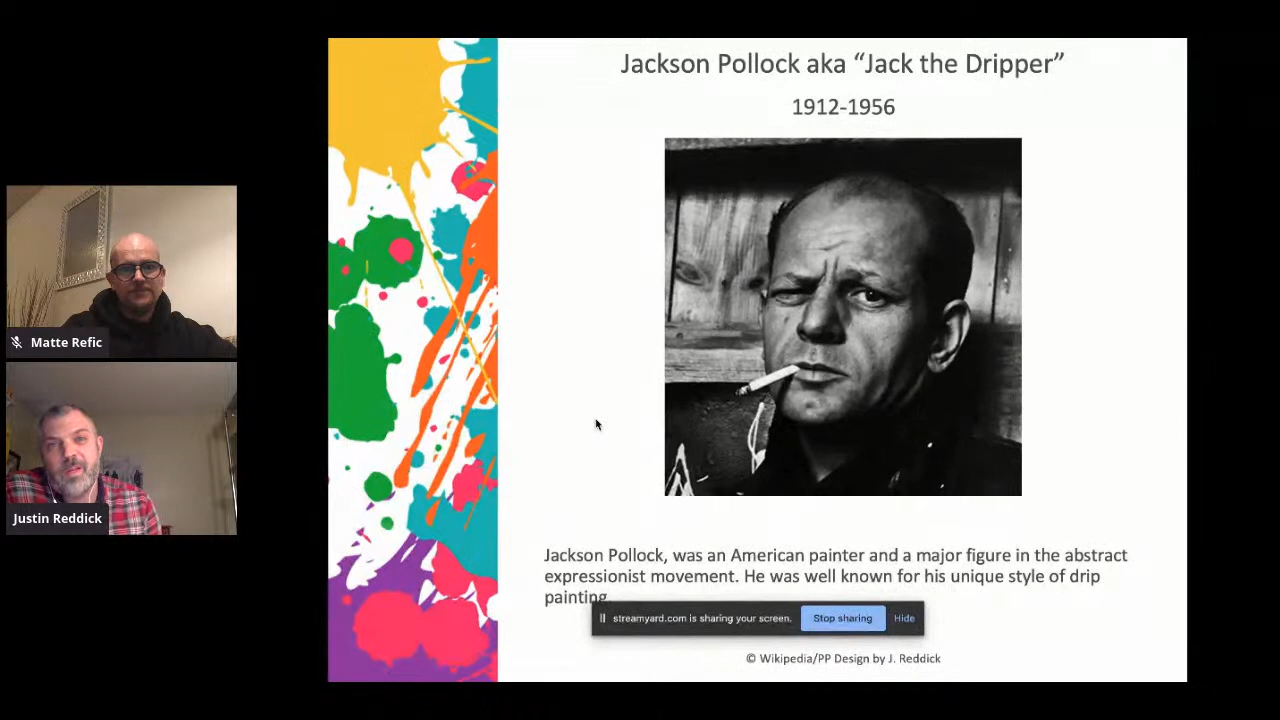 Jackson Pollock aka “Jack the Dripper”
1912-1956
Matte Refic
Justin Reddick
Jackson Pollock, was an American painter and a major figure in the abstract
expressionist movement. He was well known for his unique style of drip
painting.
streamyard.com is sharing your screen.
Stop sharing
Hide
© Wikipedia/PP Design by J. Reddick